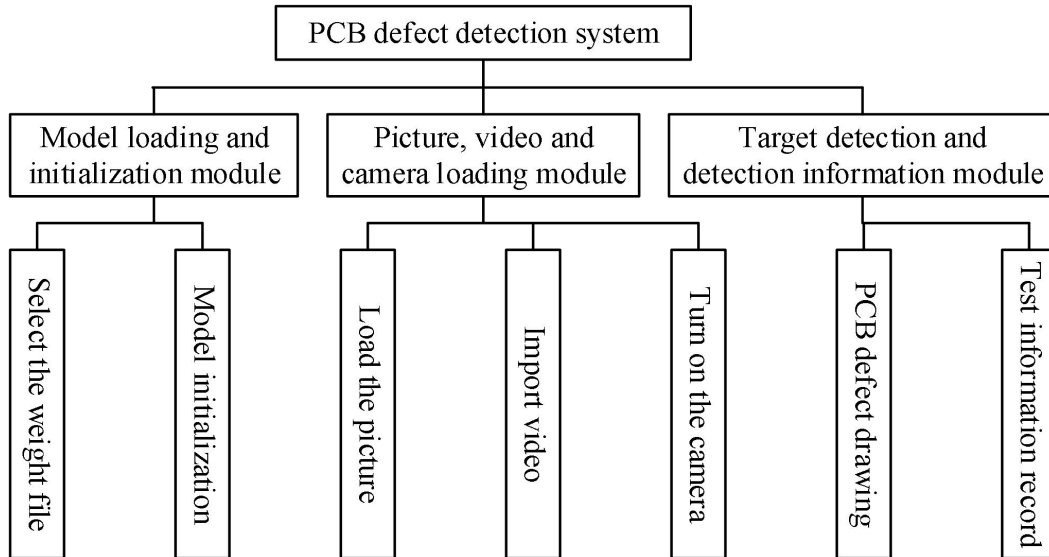 PCB defect detection system
Model loading and
initialization module
Picture, video and
camera loading module
Target detection and
detection information module
Select the weight file
Model initialization
Load the picture
Import video
Turn on the camera
PCB defect drawing
Test information record